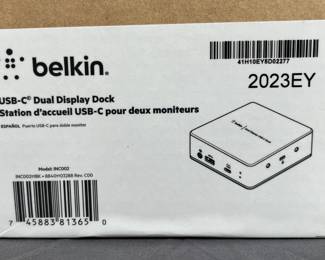 belkin.
41H10EY8D02277
2023EY
USB-C® Dual Display Dock
Station d'accueil USB-C pour deux moniteurs
ESPAÑOL Puerto USB-C para doble monitor
Model: INC002
7 45883 81365 0